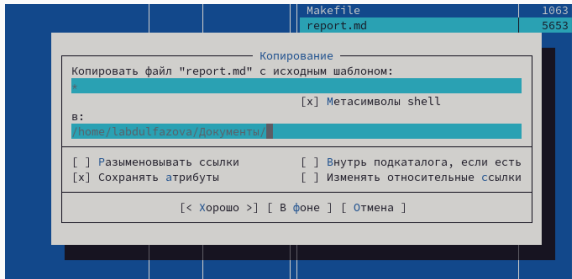 Makefile 1063
report.md 5653
Копирование
Копировать файл "report.md" с исходным шаблоном:
*
[x] Метасимволы shell
в:
/home/labdulfazova/Документы/
[ ] Разыменовывать ссылки [ ] Внутрь подкаталога, если есть
[x] Сохранять атрибуты [ ] Изменять относительные ссылки
[< Хорошо >] [ В фоне ] [ Отмена ]